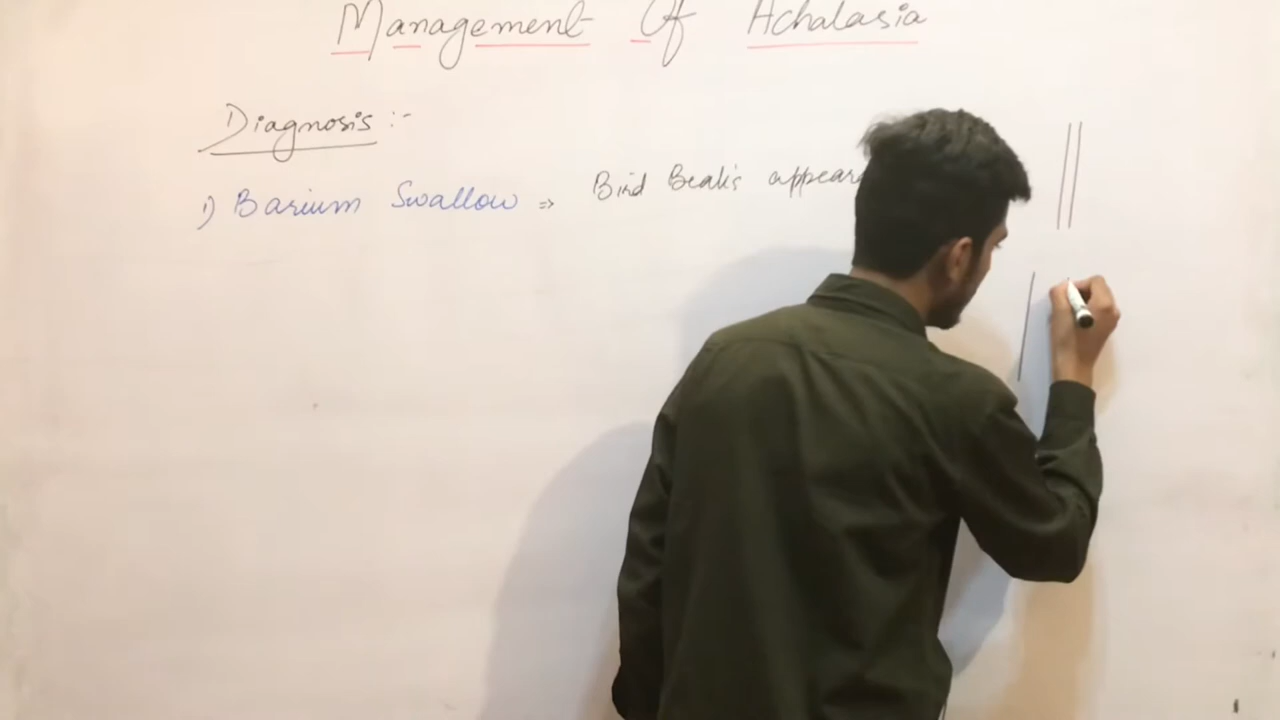 Management Of Achalasia
Diagnosis :-
1) Barium Swallow => Bird Beak's appear